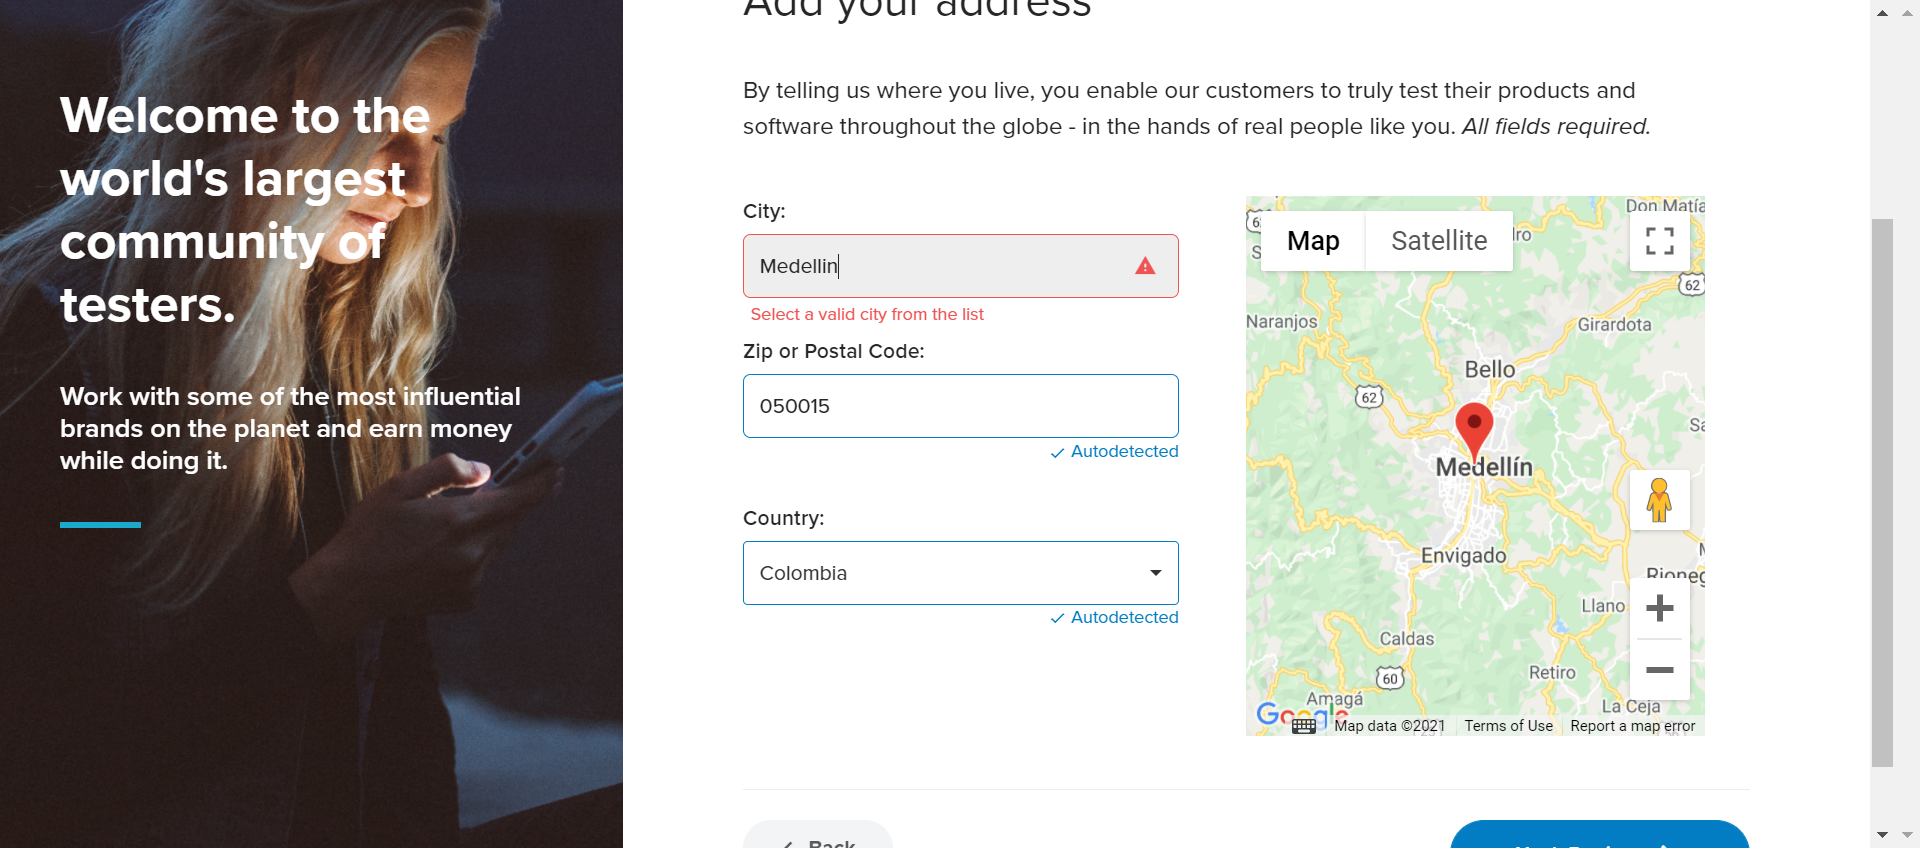 Add your address
Welcome to the
world's largest
community of
testers.
Work with some of the most influential
brands on the planet and earn money
while doing it.
By telling us where you live, you enable our customers to truly test their products and
software throughout the globe - in the hands of real people like you. All fields required.
City:
Medellin
Select a valid city from the list
Zip or Postal Code:
050015
Autodetected
Country:
Colombia
Autodetected
Map
Satellite
Don Matía
62
Naranjos
Girardota
Bello
62
Medellín
Envigado
Rioneg
Llano
Caldas
60
Retiro
Amagá
La Ceja
Google
Map data ©2021
Terms of Use
Report a map error
Back